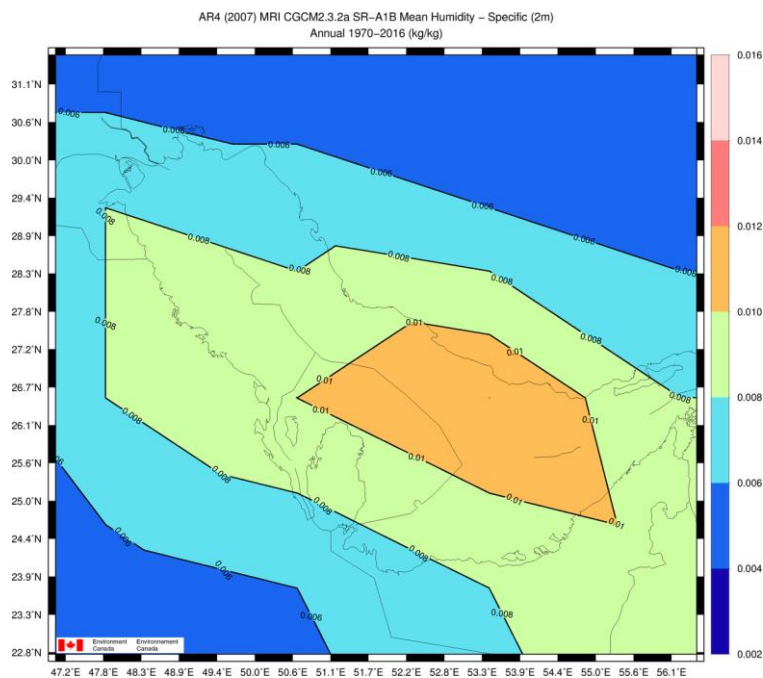 AR4 (2007) MRI CGCM2.3.2a SR−A1B Mean Humidity − Specific (2m)
Annual 1970−2016 (kg/kg)
31.1˚N
30.6˚N
30.0˚N
29.4˚N
28.9˚N
28.3˚N
27.8˚N
27.2˚N
26.7˚N
26.1˚N
25.6˚N
25.0˚N
24.4˚N
23.9˚N
23.3˚N
22.8˚N
0.006
0.006
0.006
0.006
0.006
0.006
0.008
0.008
0.008
0.008
0.008
0.008
0.008
0.008
0.01
0.01
0.01
0.01
0.01
0.01
0.01
0.01
0.008
0.008
0.008
0.008
0.006
0.006
0.006
0.016
0.014
0.012
0.010
0.008
0.006
0.004
0.002
Environment Environnement
Canada Canada
47.2˚E 47.8˚E 48.3˚E 48.9˚E 49.4˚E 50.0˚E 50.6˚E 51.1˚E 51.7˚E 52.2˚E 52.8˚E 53.3˚E 53.9˚E 54.4˚E 55.0˚E 55.6˚E 56.1˚E